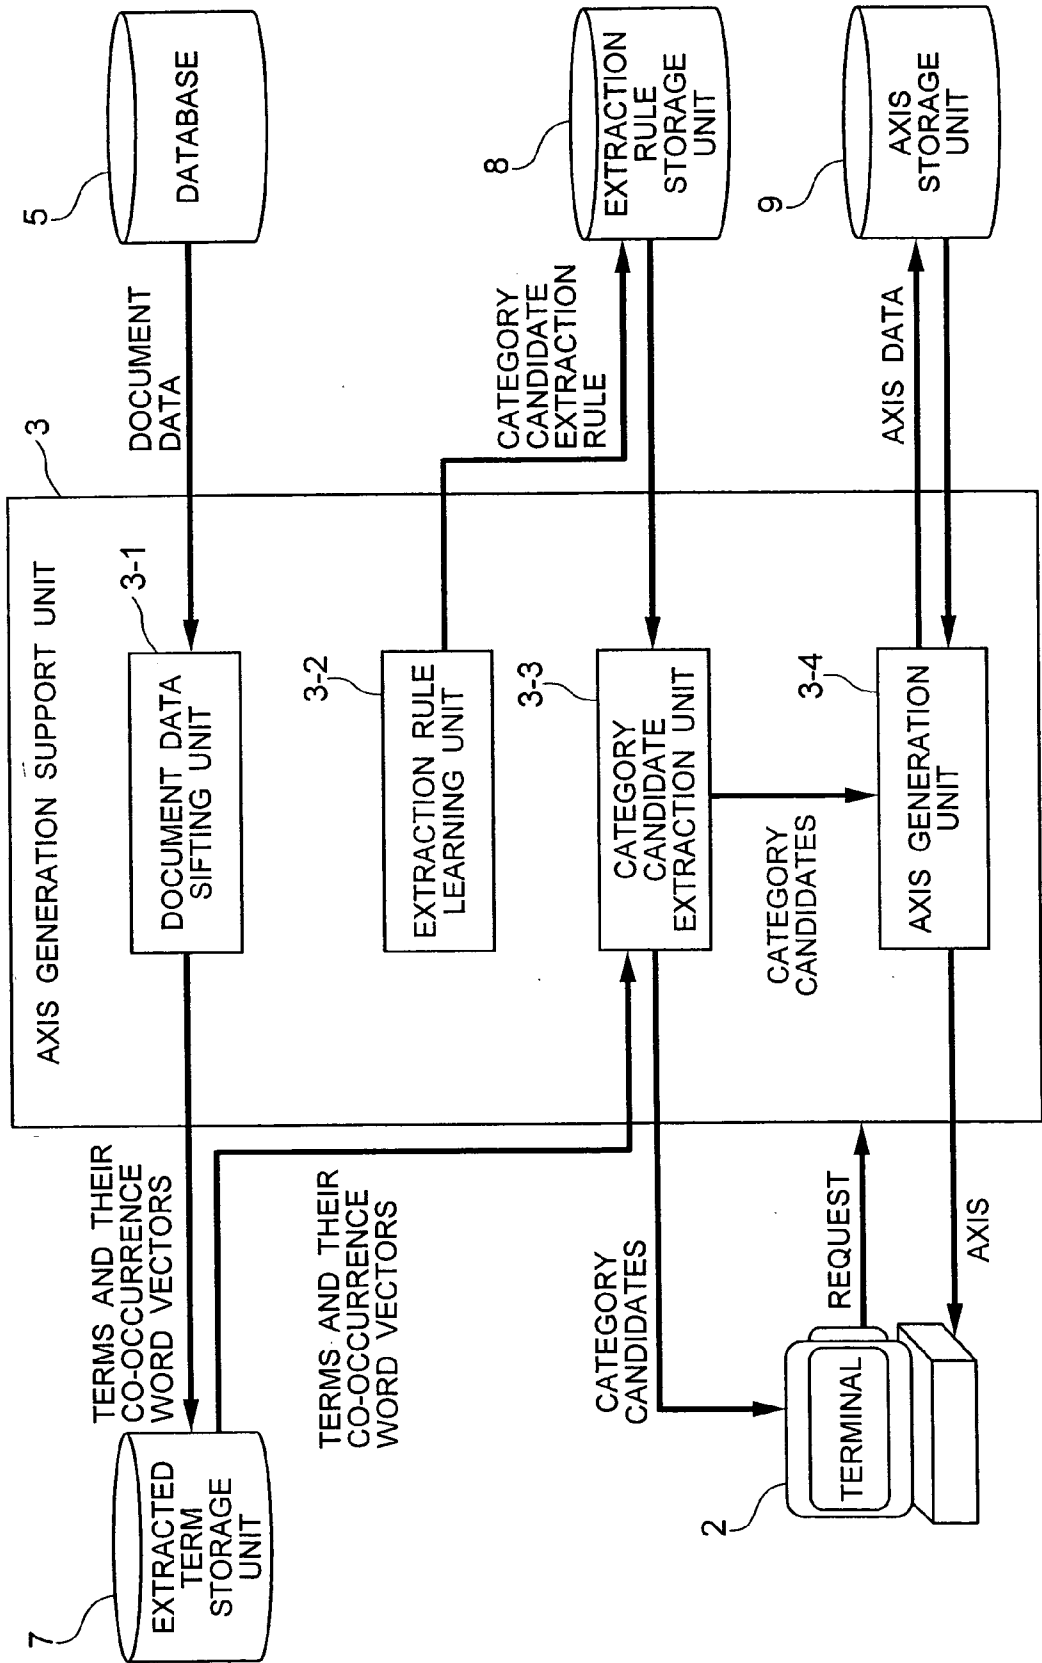 AXIS GENERATION SUPPORT UNIT
3
7
EXTRACTED
TERM
STORAGE
UNIT
TERMS AND THEIR
CO-OCCURRENCE
WORD VECTORS
DOCUMENT DATA
SIFTING UNIT
3-1
DOCUMENT
DATA
5
DATABASE
EXTRACTION RULE
LEARNING UNIT
3-2
TERMS AND THEIR
CO-OCCURRENCE
WORD VECTORS
CATEGORY
CANDIDATE
EXTRACTION
RULE
8
EXTRACTION
RULE
STORAGE
UNIT
CATEGORY
CANDIDATE
EXTRACTION UNIT
3-3
CATEGORY
CANDIDATES
CATEGORY
CANDIDATES
2
TERMINAL
REQUEST
AXIS
AXIS GENERATION
UNIT
3-4
AXIS DATA
9
AXIS
STORAGE
UNIT